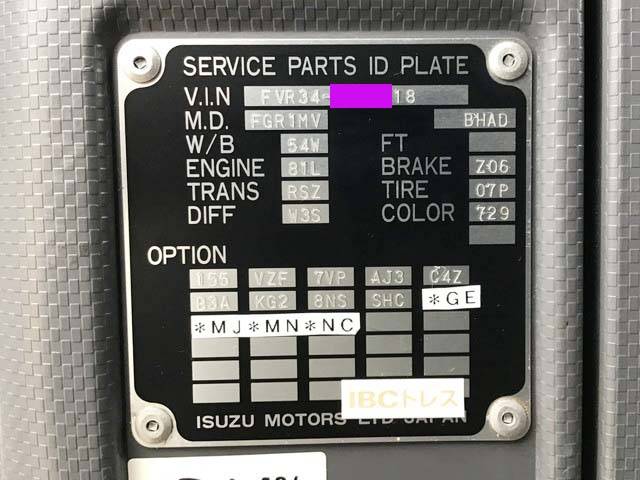 SERVICE PARTS ID PLATE
V.I.N FVR34- 18
M.D. FGR1MV BHAD
W/B 54W FT
ENGINE 81L BRAKE Z06
TRANS RSZ TIRE 07P
DIFF W3S COLOR 729
OPTION
155 VZF 7VP AJ3 C4Z
B3A KG2 8NS SHC *GE
*MJ *MN *NC
IBCトレス
ISUZU MOTORS LTD JAPAN